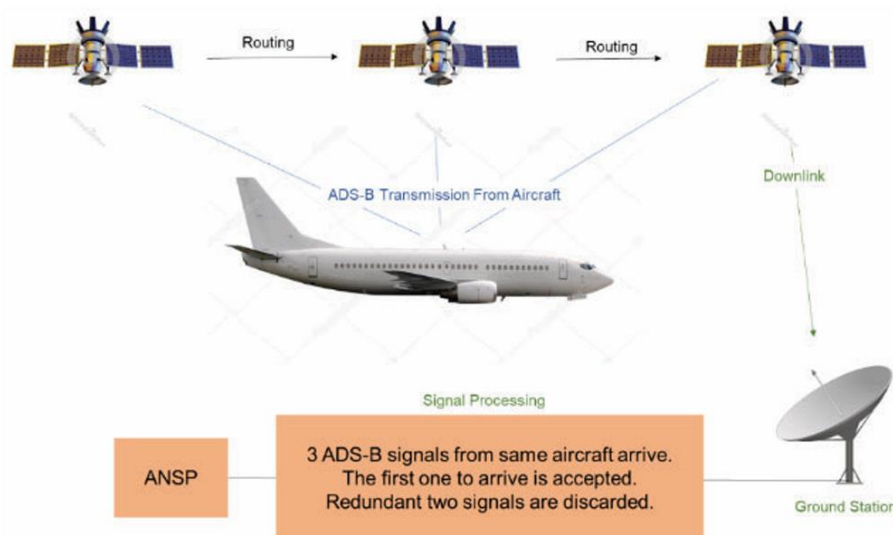 Routing
Routing
ADS-B Transmission From Aircraft
Downlink
Signal Processing
3 ADS-B signals from same aircraft arrive.
The first one to arrive is accepted.
Redundant two signals are discarded.
ANSP
Ground Station